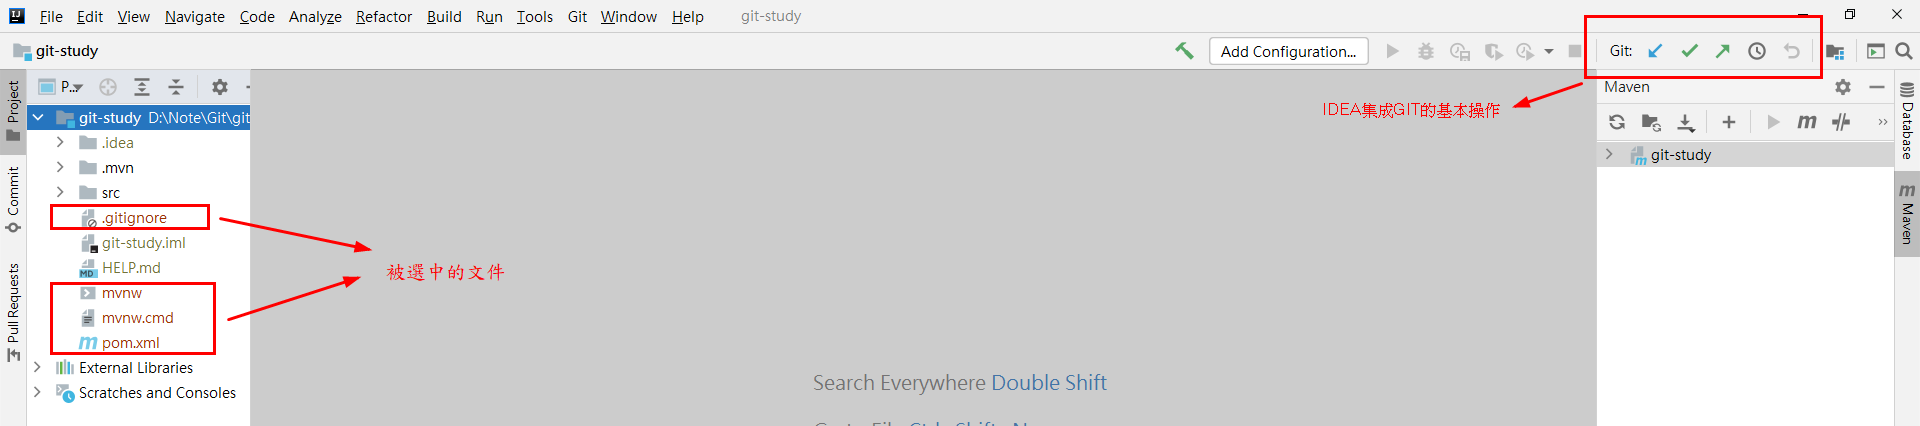 File Edit View Navigate Code Analyze Refactor Build Run Tools Git Window Help git-study
git-study Add Configuration... Git:
Project
Commit
Pull Requests
P..
git-study D:\Note\Git\git
.idea
.mvn
src
.gitignore
git-study.iml
HELP.md
mvnw
mvnw.cmd
pom.xml
External Libraries
Scratches and Consoles
被選中的文件
IDEA集成GIT的基本操作
Search Everywhere Double Shift
Maven
git-study
Database
Maven